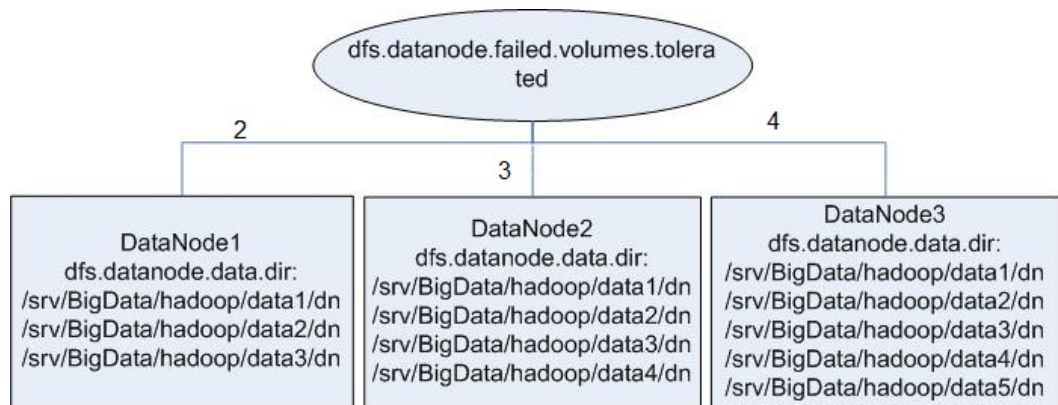 dfs.datanode.failed.volumes.tolera
ted
2
3
4
DataNode1
dfs.datanode.data.dir:
/srv/BigData/hadoop/data1/dn
/srv/BigData/hadoop/data2/dn
/srv/BigData/hadoop/data3/dn
DataNode2
dfs.datanode.data.dir:
/srv/BigData/hadoop/data1/dn
/srv/BigData/hadoop/data2/dn
/srv/BigData/hadoop/data3/dn
/srv/BigData/hadoop/data4/dn
DataNode3
dfs.datanode.data.dir:
/srv/BigData/hadoop/data1/dn
/srv/BigData/hadoop/data2/dn
/srv/BigData/hadoop/data3/dn
/srv/BigData/hadoop/data4/dn
/srv/BigData/hadoop/data5/dn